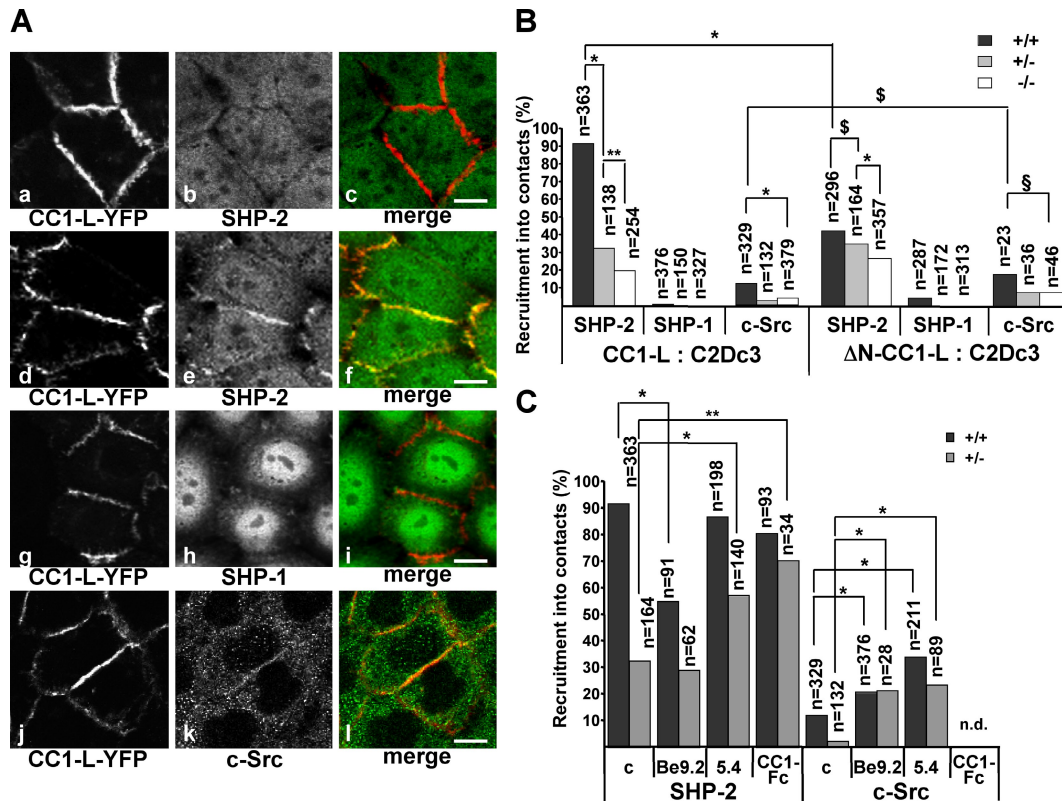 A
a
b
c
CC1-L-YFP SHP-2 merge
d
e
f
CC1-L-YFP SHP-2 merge
g
h
i
CC1-L-YFP SHP-1 merge
j
k
l
CC1-L-YFP c-Src merge
B
+/+
+/-
-/-
Recruitment into contacts (%)
100
90
80
70
60
50
40
30
20
10
*
*
**
$
*
$
*
§
n=363
n=138
n=254
n=376
n=150
n=327
n=329
n=132
n=379
n=296
n=164
n=357
n=287
n=172
n=313
n=23
n=36
n=46
SHP-2 SHP-1 c-Src SHP-2 SHP-1 c-Src
CC1-L : C2Dc3 ΔN-CC1-L : C2Dc3
C
+/+
+/-
Recruitment into contacts (%)
100
90
80
70
60
50
40
30
20
10
*
**
*
*
*
*
*
n=363
n=164
n=91
n=62
n=198
n=140
n=93
n=34
n=329
n=132
n=376
n=28
n=211
n=89
n.d.
c Be9.2 5.4 CC1-Fc c Be9.2 5.4 CC1-Fc
SHP-2 c-Src